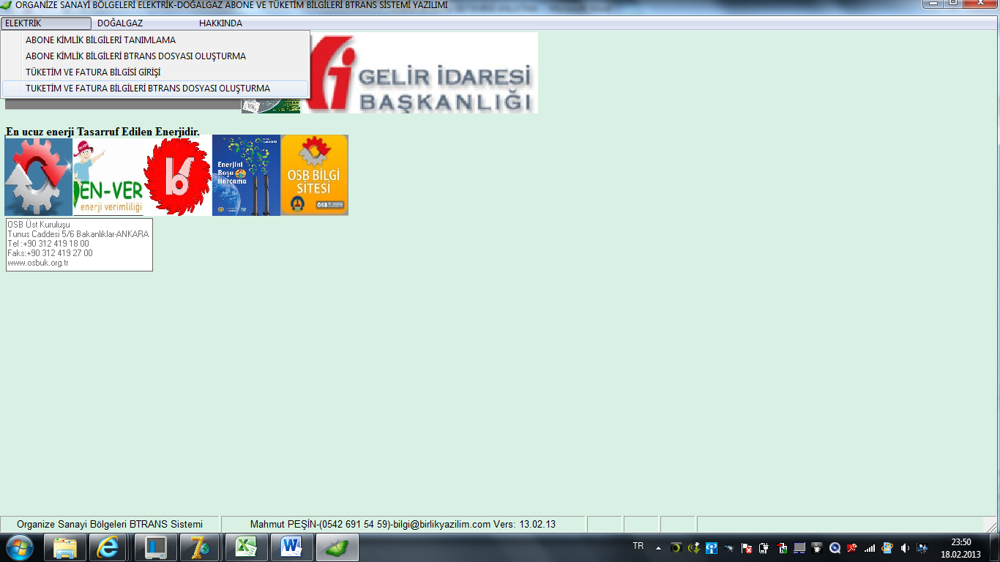 ORGANİZE SANAYİ BÖLGELERİ ELEKTRİK-DOĞALGAZ ABONE VE TÜKETİM BİLGİLERİ BTRANS SİSTEMİ YAZILIMI
ELEKTRİK DOĞALGAZ HAKKINDA
ABONE KİMLİK BİLGİLERİ TANIMLAMA
ABONE KİMLİK BİLGİLERİ BTRANS DOSYASI OLUŞTURMA
TÜKETİM VE FATURA BİLGİSİ GİRİŞİ
TUKETİM VE FATURA BİLGİLERİ BTRANS DOSYASI OLUŞTURMA
GELİR İDARESİ
BAŞKANLIĞI
En ucuz enerji Tasarruf Edilen Enerjidir.
EN-VER
enerji verimliliği
Enerjini
Boşa
Harcama
OSB BİLGİ
SİTESİ
OSB Üst Kuruluşu
Tunus Caddesi 5/6 Bakanlıklar-ANKARA
Tel :+90 312 419 18 00
Faks:+90 312 419 27 00
www.osbuk.org.tr
Organize Sanayi Bölgeleri BTRANS Sistemi
Mahmut PEŞİN-(0542 691 54 59)-bilgi@birlikyazilim.com Vers: 13.02.13
TR
23:50
18.02.2013